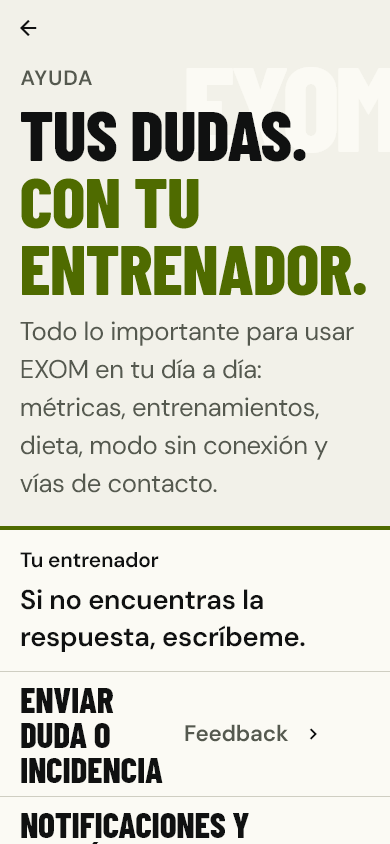 AYUDA
EXOM
TUS DUDAS.
CON TU
ENTRENADOR.
Todo lo importante para usar
EXOM en tu día a día:
métricas, entrenamientos,
dieta, modo sin conexión y
vías de contacto.
Tu entrenador
Si no encuentras la
respuesta, escríbeme.
ENVIAR
DUDA O
INCIDENCIA
Feedback
NOTIFICACIONES Y